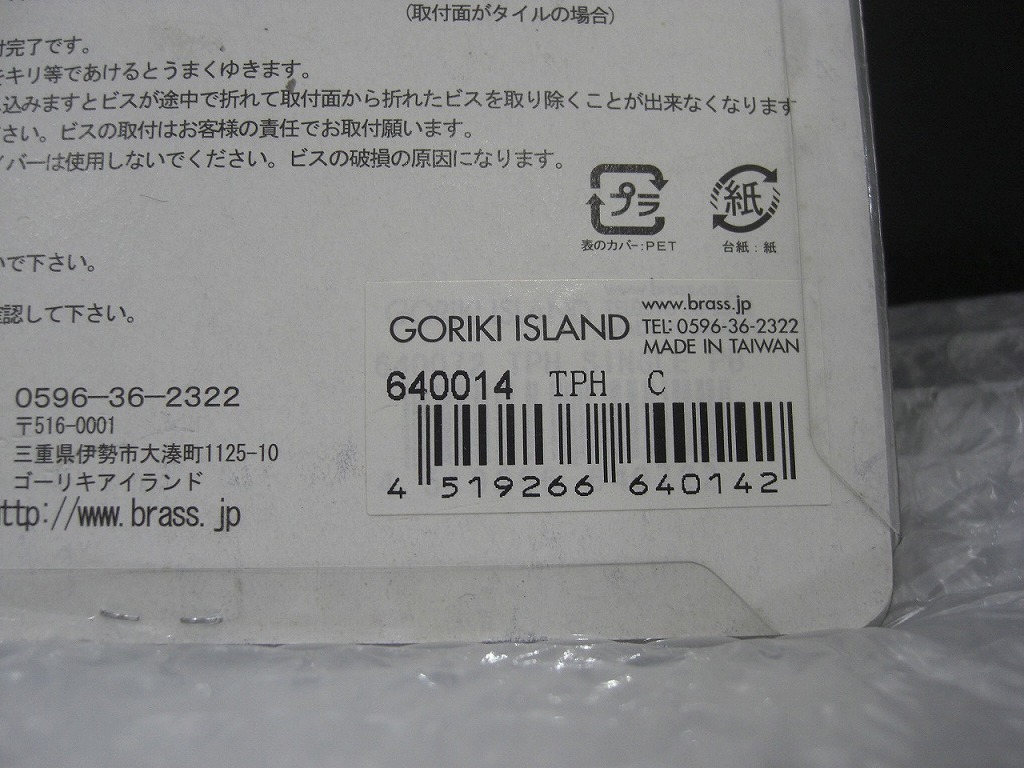 (取付面がタイルの場合)
付完了です。
キリ等であけるとうまくゆきます。
込みますとビスが途中で折れて取付面から折れたビスを取り除くことが出来なくなります
さい。ビスの取付はお客様の責任でお取付願います。
イバーは使用しないでください。ビスの破損の原因になります。
プラ
紙
表のカバー:PET
台紙:紙
いで下さい。
確認して下さい。
GORIKI ISLAND
www.brass.jp
TEL: 0596-36-2322
MADE IN TAIWAN
640014 TPH C
4 519266 640142
0596-36-2322
〒516-0001
三重県伊勢市大湊町1125-10
ゴーリキアイランド
ttp://www.brass.jp